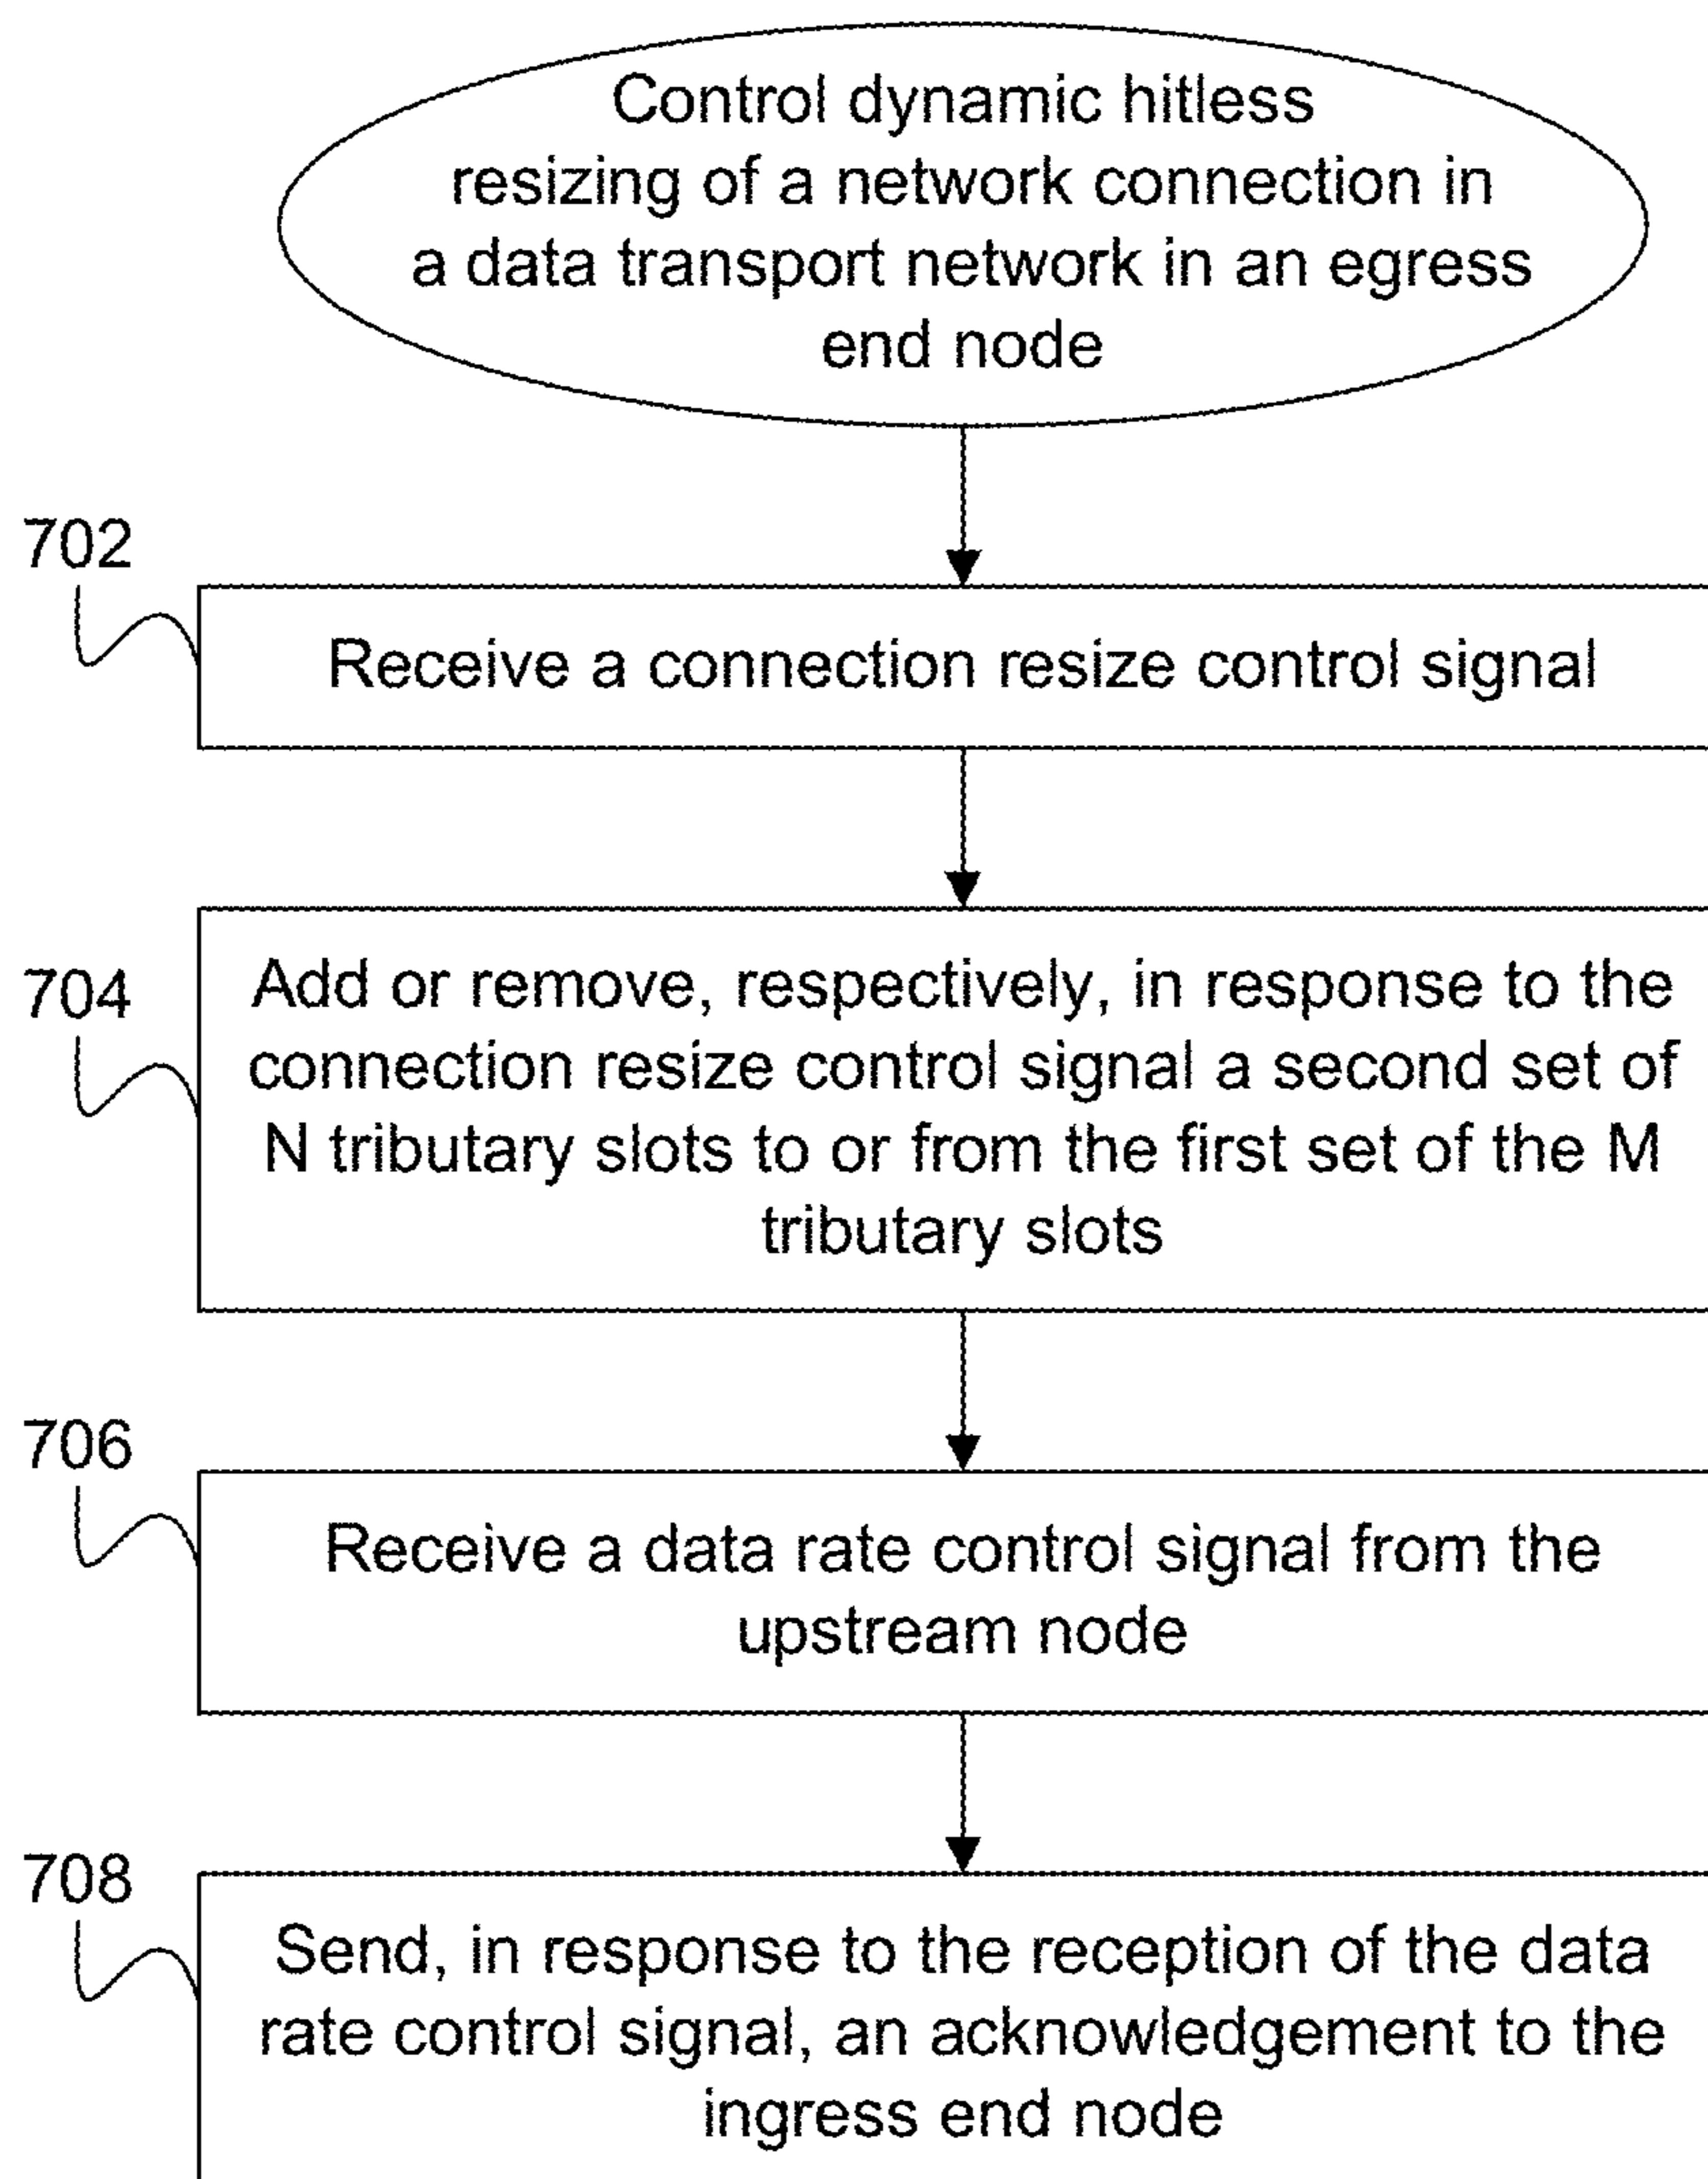 Control dynamic hitless
resizing of a network connection in
a data transport network in an egress
end node
702
Receive a connection resize control signal
704
Add or remove, respectively, in response to the
connection resize control signal a second set of
N tributary slots to or from the first set of the M
tributary slots
706
Receive a data rate control signal from the
upstream node
708
Send, in response to the reception of the data
rate control signal, an acknowledgement to the
ingress end node